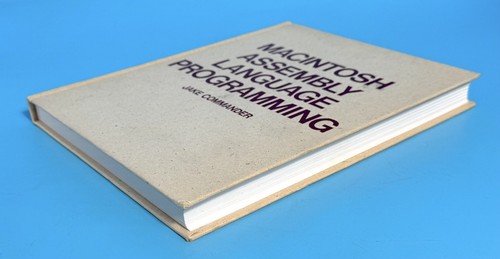 MACINTOSH
ASSEMBLY
LANGUAGE
PROGRAMMING
JAKE COMMANDER